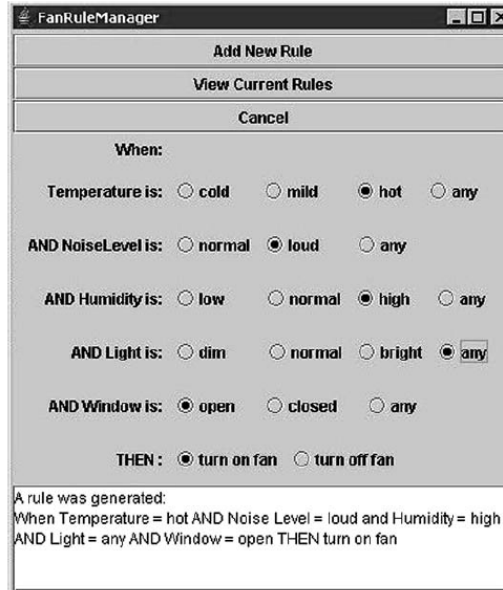 FanRuleManager
Add New Rule
View Current Rules
Cancel
When:
Temperature is: cold mild hot any
AND NoiseLevel is: normal loud any
AND Humidity is: low normal high any
AND Light is: dim normal bright any
AND Window is: open closed any
THEN : turn on fan turn off fan
A rule was generated:
When Temperature = hot AND Noise Level = loud and Humidity = high
AND Light = any AND Window = open THEN turn on fan